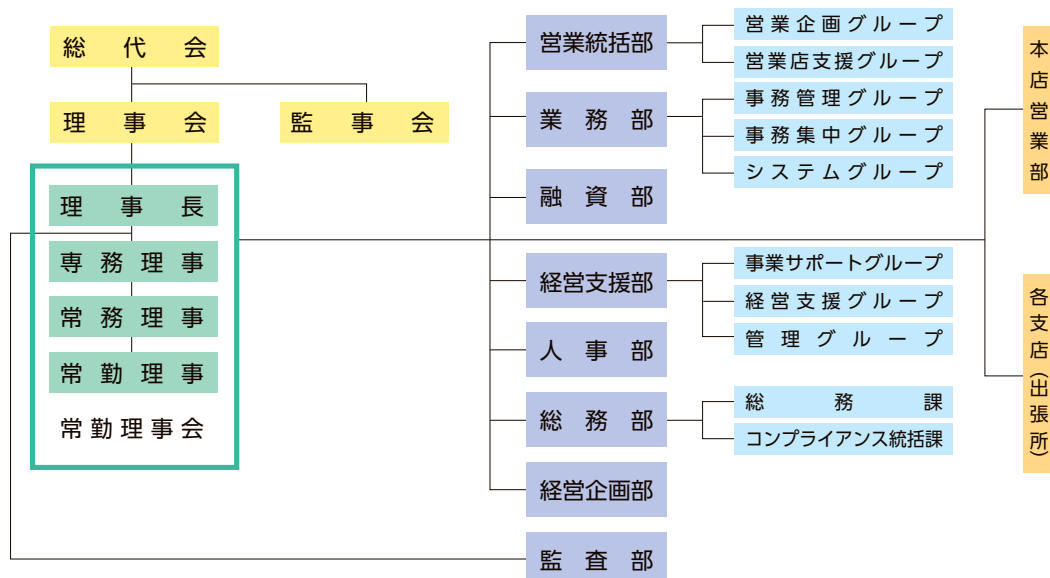 総代会
理事会
監事会
理事長
専務理事
常務理事
常勤理事
常勤理事会
営業統括部
営業企画グループ
営業店支援グループ
業務部
事務管理グループ
事務集中グループ
システムグループ
融資部
経営支援部
事業サポートグループ
経営支援グループ
管理グループ
人事部
総務部
総務課
コンプライアンス統括課
経営企画部
監査部
本店営業部
各支店(出張所)